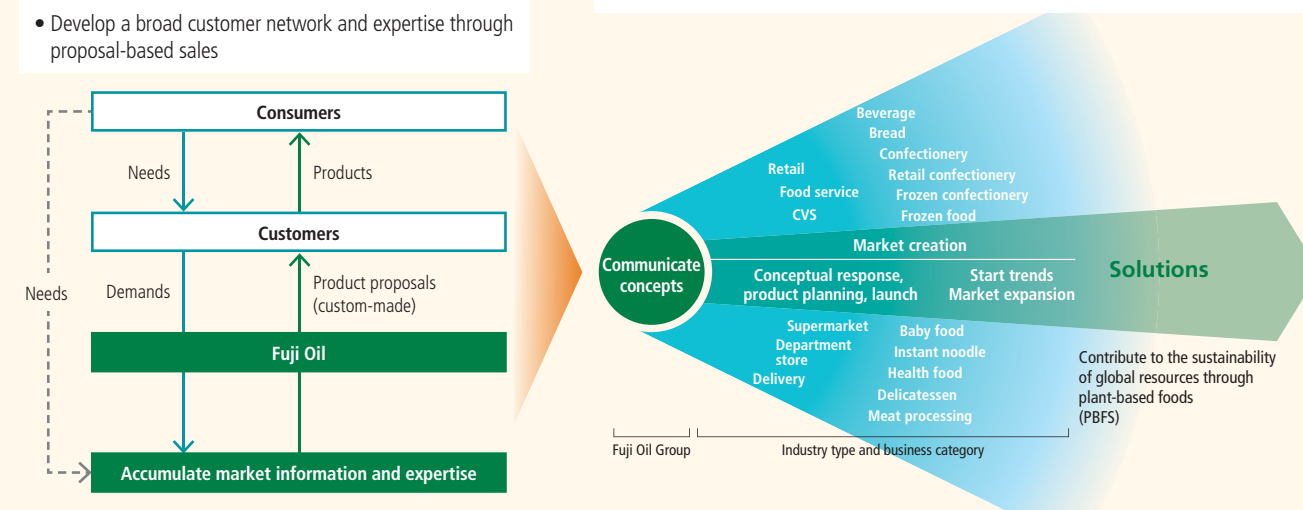 • Develop a broad customer network and expertise through
proposal-based sales
Consumers
Needs
Products
Customers
Needs
Demands
Product proposals
(custom-made)
Fuji Oil
Accumulate market information and expertise
Communicate
concepts
Retail
Food service
CVS
Beverage
Bread
Confectionery
Retail confectionery
Frozen confectionery
Frozen food
Market creation
Conceptual response,
product planning, launch
Start trends
Market expansion
Solutions
Supermarket
Department
store
Delivery
Baby food
Instant noodle
Health food
Delicatessen
Meat processing
Contribute to the sustainability
of global resources through
plant-based foods
(PBFS)
Fuji Oil Group
Industry type and business category